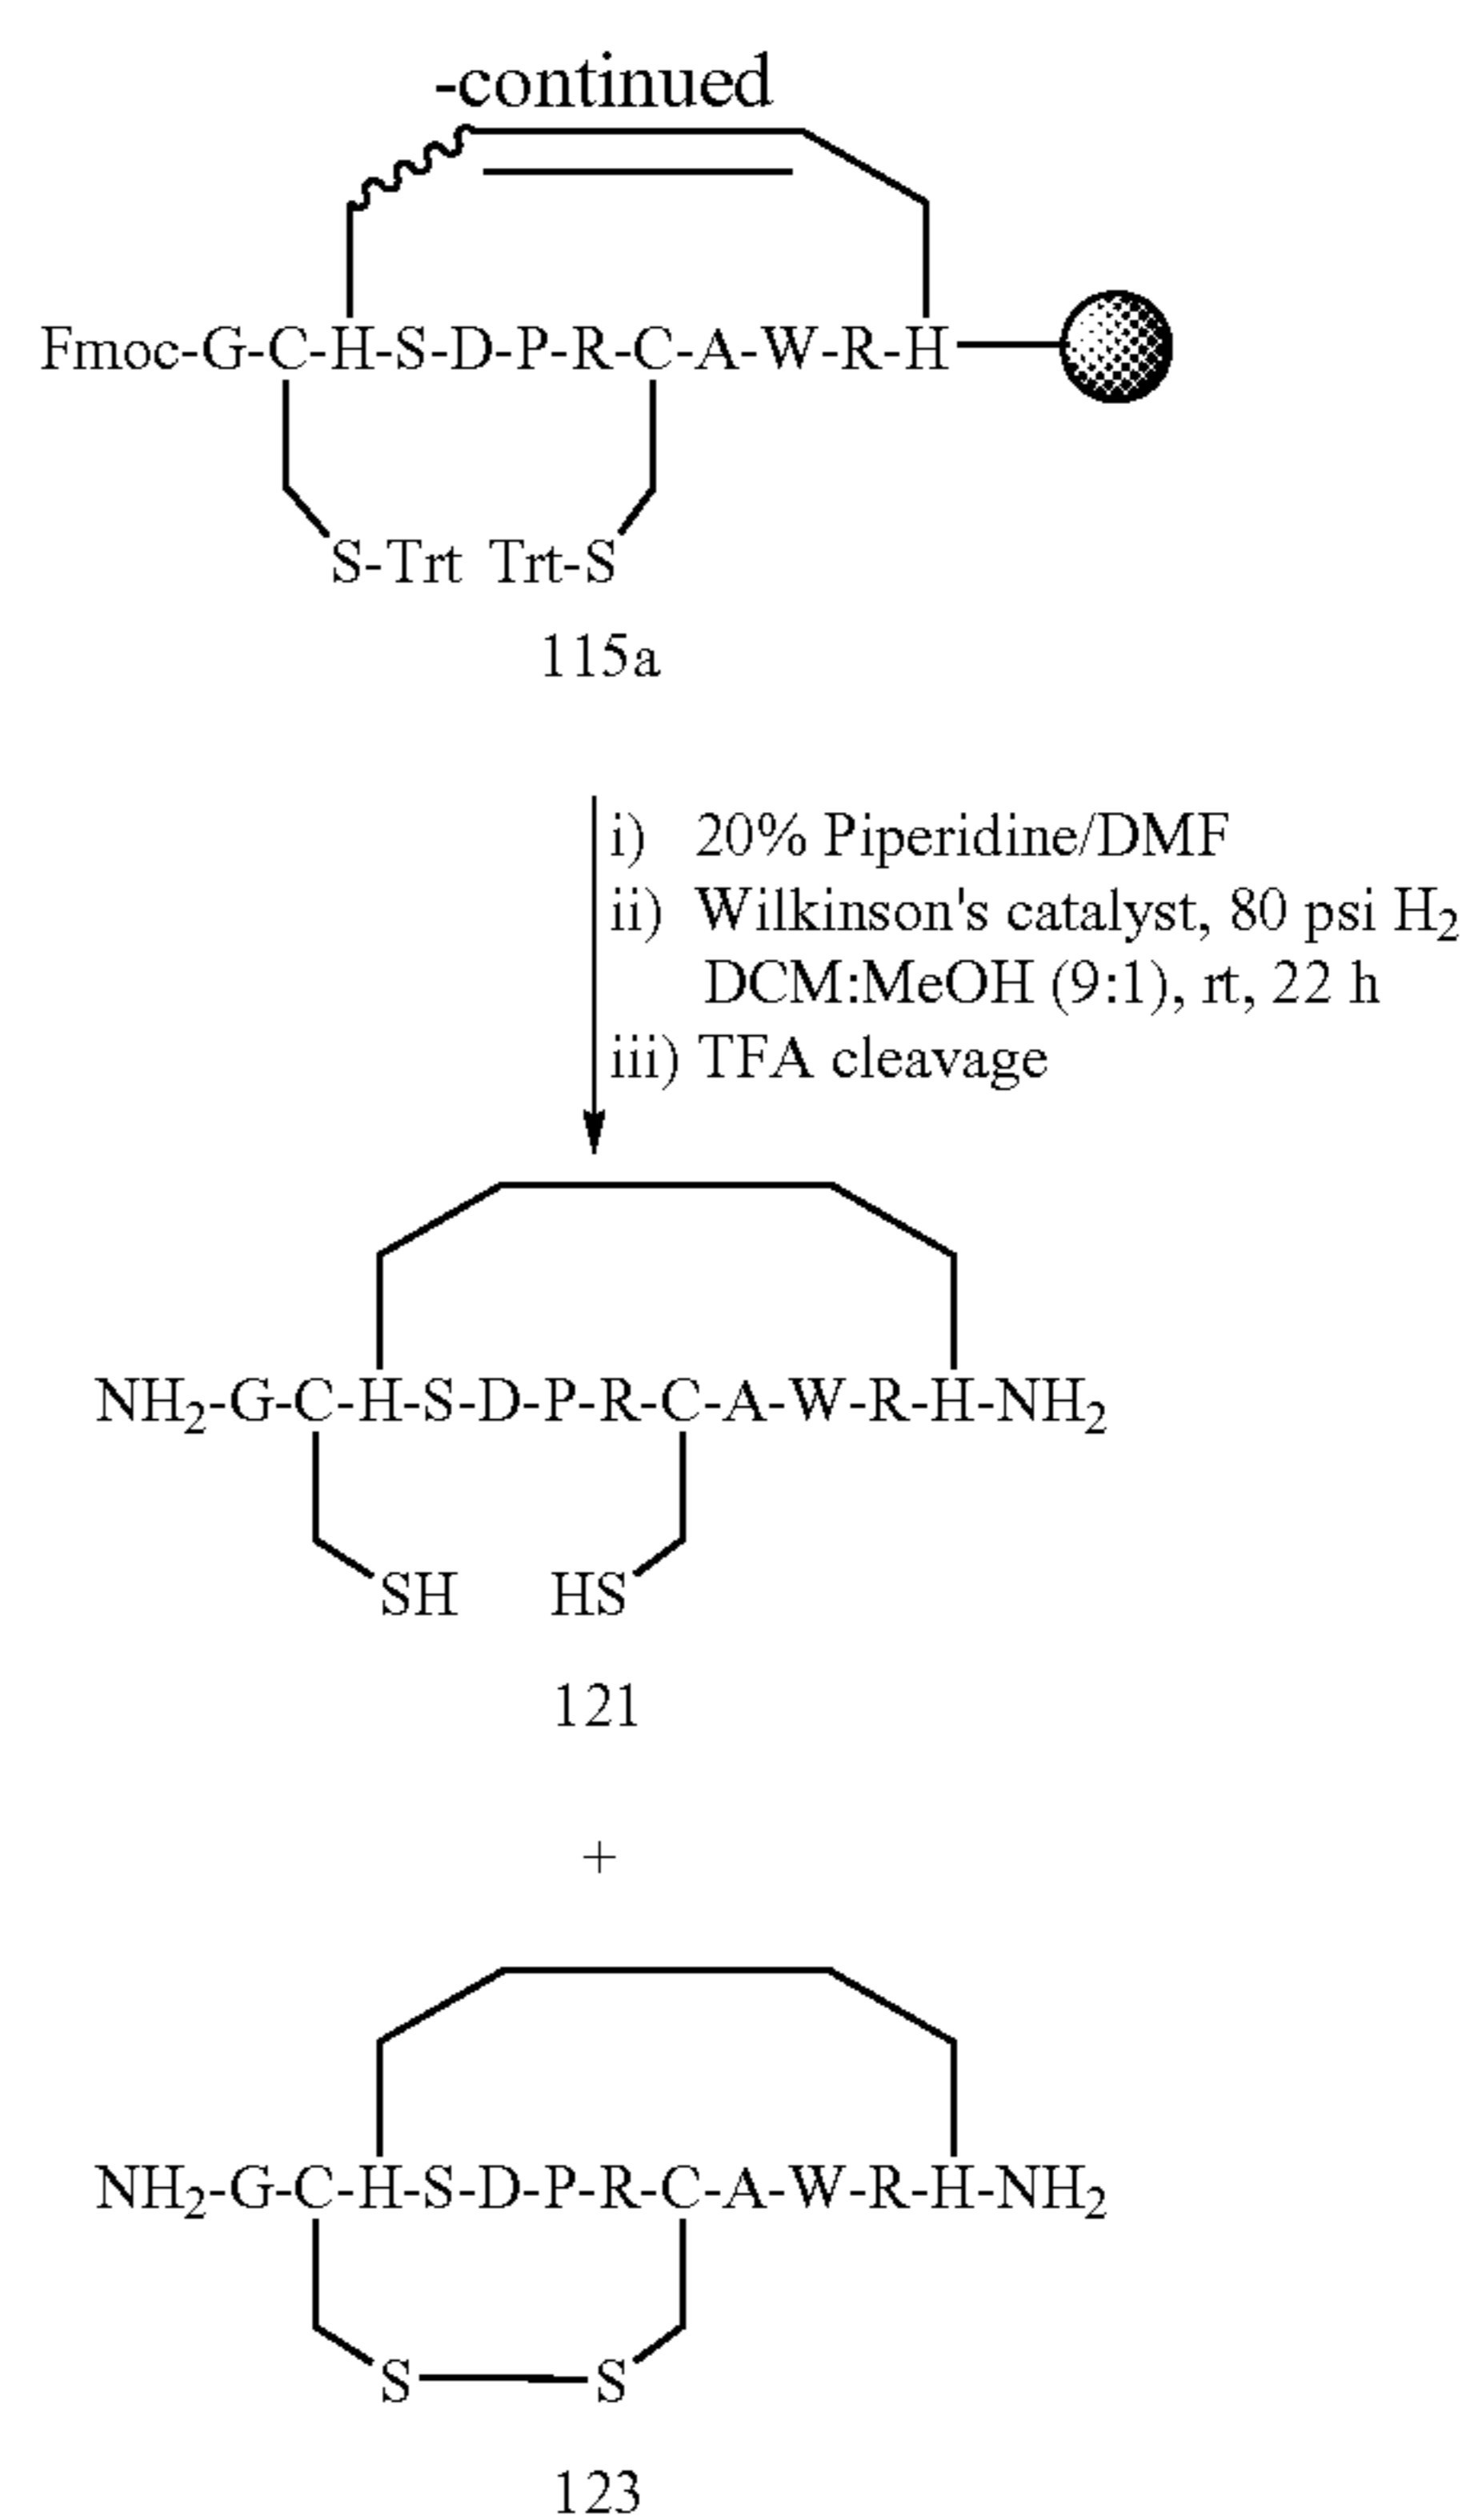 -continued
Fmoc-G-C-H-S-D-P-R-C-A-W-R-H
S-Trt Trt-S
115a
i) 20% Piperidine/DMF
ii) Wilkinson's catalyst, 80 psi H2
DCM:MeOH (9:1), rt, 22 h
iii) TFA cleavage
NH2-G-C-H-S-D-P-R-C-A-W-R-H-NH2
SH HS
121
+
NH2-G-C-H-S-D-P-R-C-A-W-R-H-NH2
S S
123